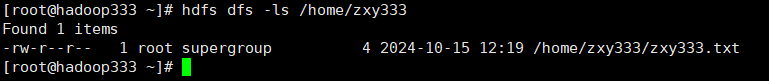 [root@hadoop333 ~]# hdfs dfs -ls /home/zxy333
Found 1 items
-rw-r--r--   1 root supergroup          4 2024-10-15 12:19 /home/zxy333/zxy333.txt
[root@hadoop333 ~]#